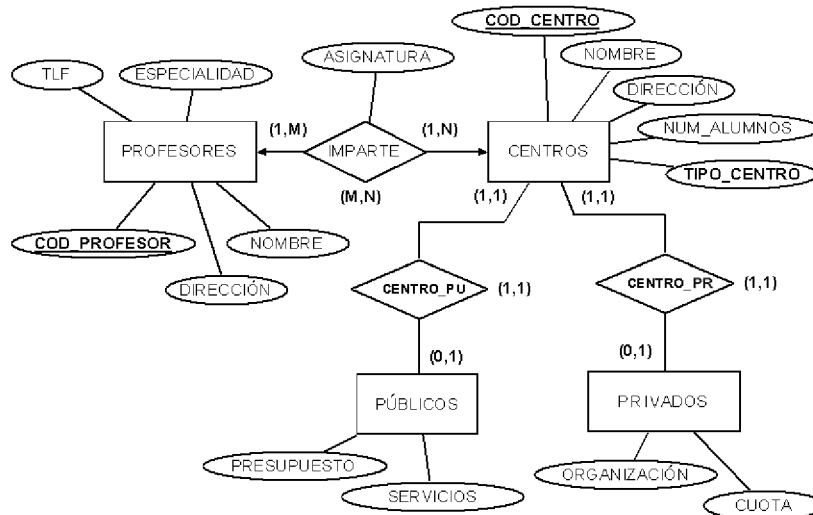 COD_CENTRO
ASIGNATURA
NOMBRE
TLF
ESPECIALIDAD
DIRECCIÓN
(1,M)
(1,N)
NUM_ALUMNOS
PROFESORES
IMPARTE
CENTROS
TIPO_CENTRO
(M,N)
(1,1)
(1,1)
COD_PROFESOR
NOMBRE
DIRECCIÓN
CENTRO_PU
(1,1)
CENTRO_PR
(1,1)
(0,1)
(0,1)
PÚBLICOS
PRIVADOS
PRESUPUESTO
ORGANIZACIÓN
SERVICIOS
CUOTA